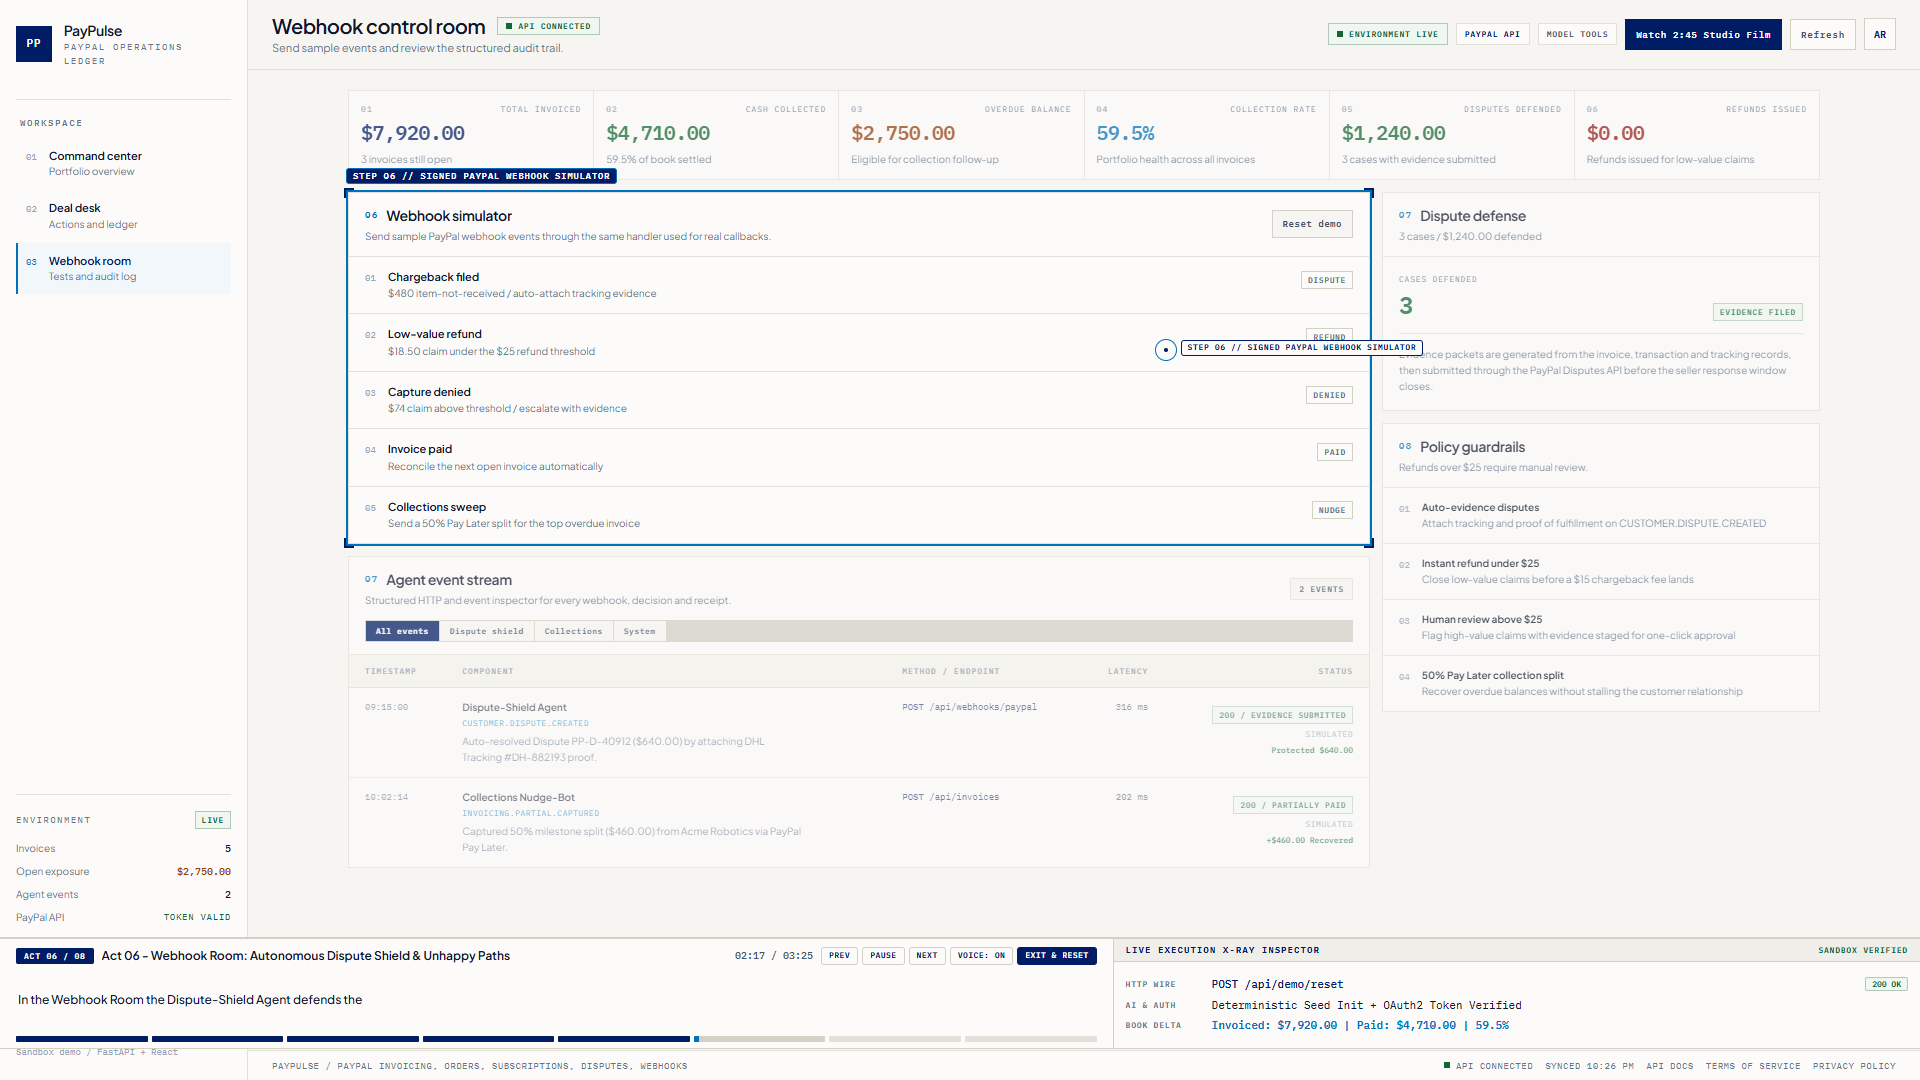 PP
PayPulse
PAYPAL OPERATIONS
LEDGER
WORKSPACE
01 Command center
Portfolio overview
02 Deal desk
Actions and ledger
03 Webhook room
Tests and audit log
ENVIRONMENT LIVE
Invoices 5
Open exposure $2,750.00
Agent events 2
PayPal API TOKEN VALID
Sandbox demo / FastAPI + React
Webhook control room API CONNECTED
Send sample events and review the structured audit trail.
ENVIRONMENT LIVE PAYPAL API MODEL TOOLS Watch 2:45 Studio Film Refresh AR
01 TOTAL INVOICED
$7,920.00
3 invoices still open
02 CASH COLLECTED
$4,710.00
59.5% of book settled
03 OVERDUE BALANCE
$2,750.00
Eligible for collection follow-up
04 COLLECTION RATE
59.5%
Portfolio health across all invoices
05 DISPUTES DEFENDED
$1,240.00
3 cases with evidence submitted
06 REFUNDS ISSUED
$0.00
Refunds issued for low-value claims
STEP 06 // SIGNED PAYPAL WEBHOOK SIMULATOR
06 Webhook simulator
Send sample PayPal webhook events through the same handler used for real callbacks.
Reset demo
01 Chargeback filed DISPUTE
$480 item-not-received / auto-attach tracking evidence
02 Low-value refund REFUND
$18.50 claim under the $25 refund threshold
STEP 06 // SIGNED PAYPAL WEBHOOK SIMULATOR
03 Capture denied DENIED
$74 claim above threshold / escalate with evidence
04 Invoice paid PAID
Reconcile the next open invoice automatically
05 Collections sweep NUDGE
Send a 50% Pay Later split for the top overdue invoice
07 Agent event stream 2 EVENTS
Structured HTTP and event inspector for every webhook, decision and receipt.
All events Dispute shield Collections System
TIMESTAMP COMPONENT METHOD / ENDPOINT LATENCY STATUS
09:15:00 Dispute-Shield Agent POST /api/webhooks/paypal 316 ms 200 / EVIDENCE SUBMITTED
CUSTOMER.DISPUTE.CREATED
SIMULATED
Auto-resolved Dispute PP-D-40912 ($640.00) by attaching DHL
Protected $640.00
Tracking #DH-882193 proof.
10:02:14 Collections Nudge-Bot POST /api/invoices 202 ms 200 / PARTIALLY PAID
INVOICING.PARTIAL.CAPTURED
SIMULATED
Captured 50% milestone split ($460.00) from Acme Robotics via PayPal
+$460.00 Recovered
Pay Later.
07 Dispute defense
3 cases / $1,240.00 defended
CASES DEFENDED
3 EVIDENCE FILED
Evidence packets are generated from the invoice, transaction and tracking records,
then submitted through the PayPal Disputes API before the seller response window
closes.
08 Policy guardrails
Refunds over $25 require manual review.
01 Auto-evidence disputes
Attach tracking and proof of fulfillment on CUSTOMER.DISPUTE.CREATED
02 Instant refund under $25
Close low-value claims before a $15 chargeback fee lands
03 Human review above $25
Flag high-value claims with evidence staged for one-click approval
04 50% Pay Later collection split
Recover overdue balances without stalling the customer relationship
ACT 06 / 08 Act 06 - Webhook Room: Autonomous Dispute Shield & Unhappy Paths 02:17 / 03:25 PREV PAUSE NEXT VOICE: ON EXIT & RESET
In the Webhook Room the Dispute-Shield Agent defends the
LIVE EXECUTION X-RAY INSPECTOR SANDBOX VERIFIED
HTTP WIRE POST /api/demo/reset 200 OK
AI & AUTH Deterministic Seed Init + OAuth2 Token Verified
BOOK DELTA Invoiced: $7,920.00 | Paid: $4,710.00 | 59.5%
PAYPULSE / PAYPAL INVOICING, ORDERS, SUBSCRIPTIONS, DISPUTES, WEBHOOKS
API CONNECTED SYNCED 10:26 PM API DOCS TERMS OF SERVICE PRIVACY POLICY